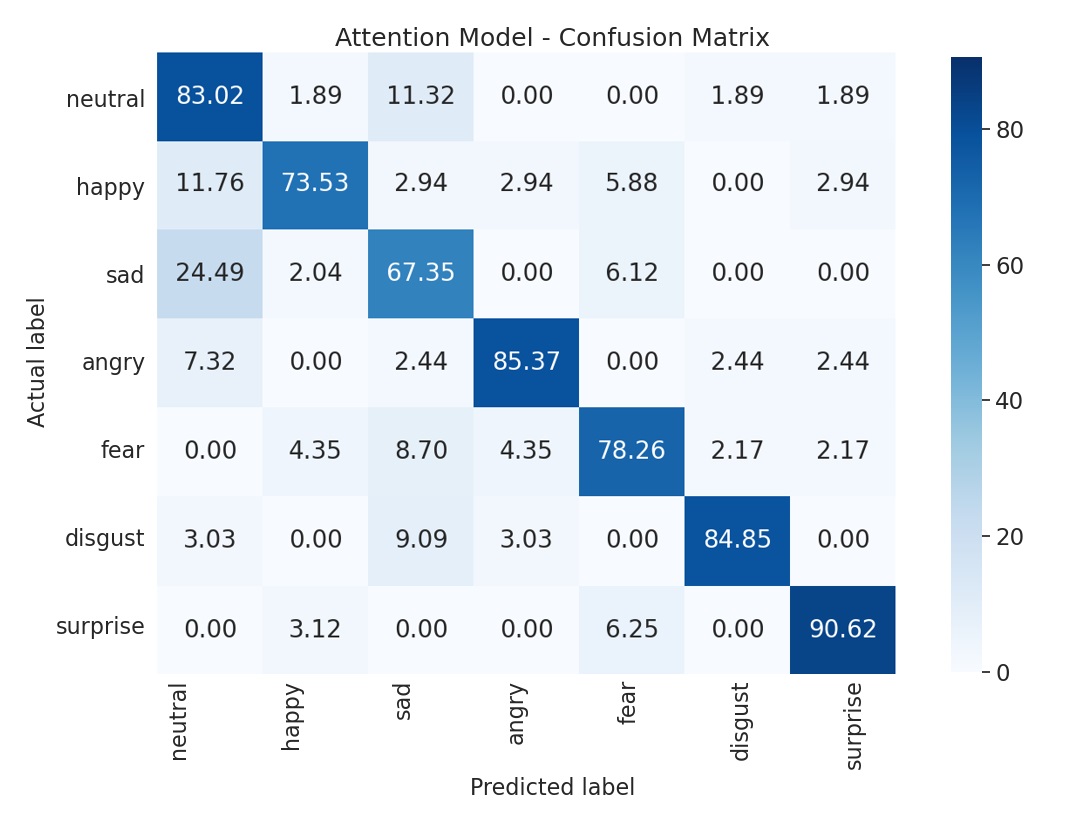 Attention Model - Confusion Matrix
neutral 83.02 1.89 11.32 0.00 0.00 1.89 1.89
happy 11.76 73.53 2.94 2.94 5.88 0.00 2.94
sad 24.49 2.04 67.35 0.00 6.12 0.00 0.00
angry 7.32 0.00 2.44 85.37 0.00 2.44 2.44
fear 0.00 4.35 8.70 4.35 78.26 2.17 2.17
disgust 3.03 0.00 9.09 3.03 0.00 84.85 0.00
surprise 0.00 3.12 0.00 0.00 6.25 0.00 90.62
neutral happy sad angry fear disgust surprise
Predicted label
Actual label
80
60
40
20
0